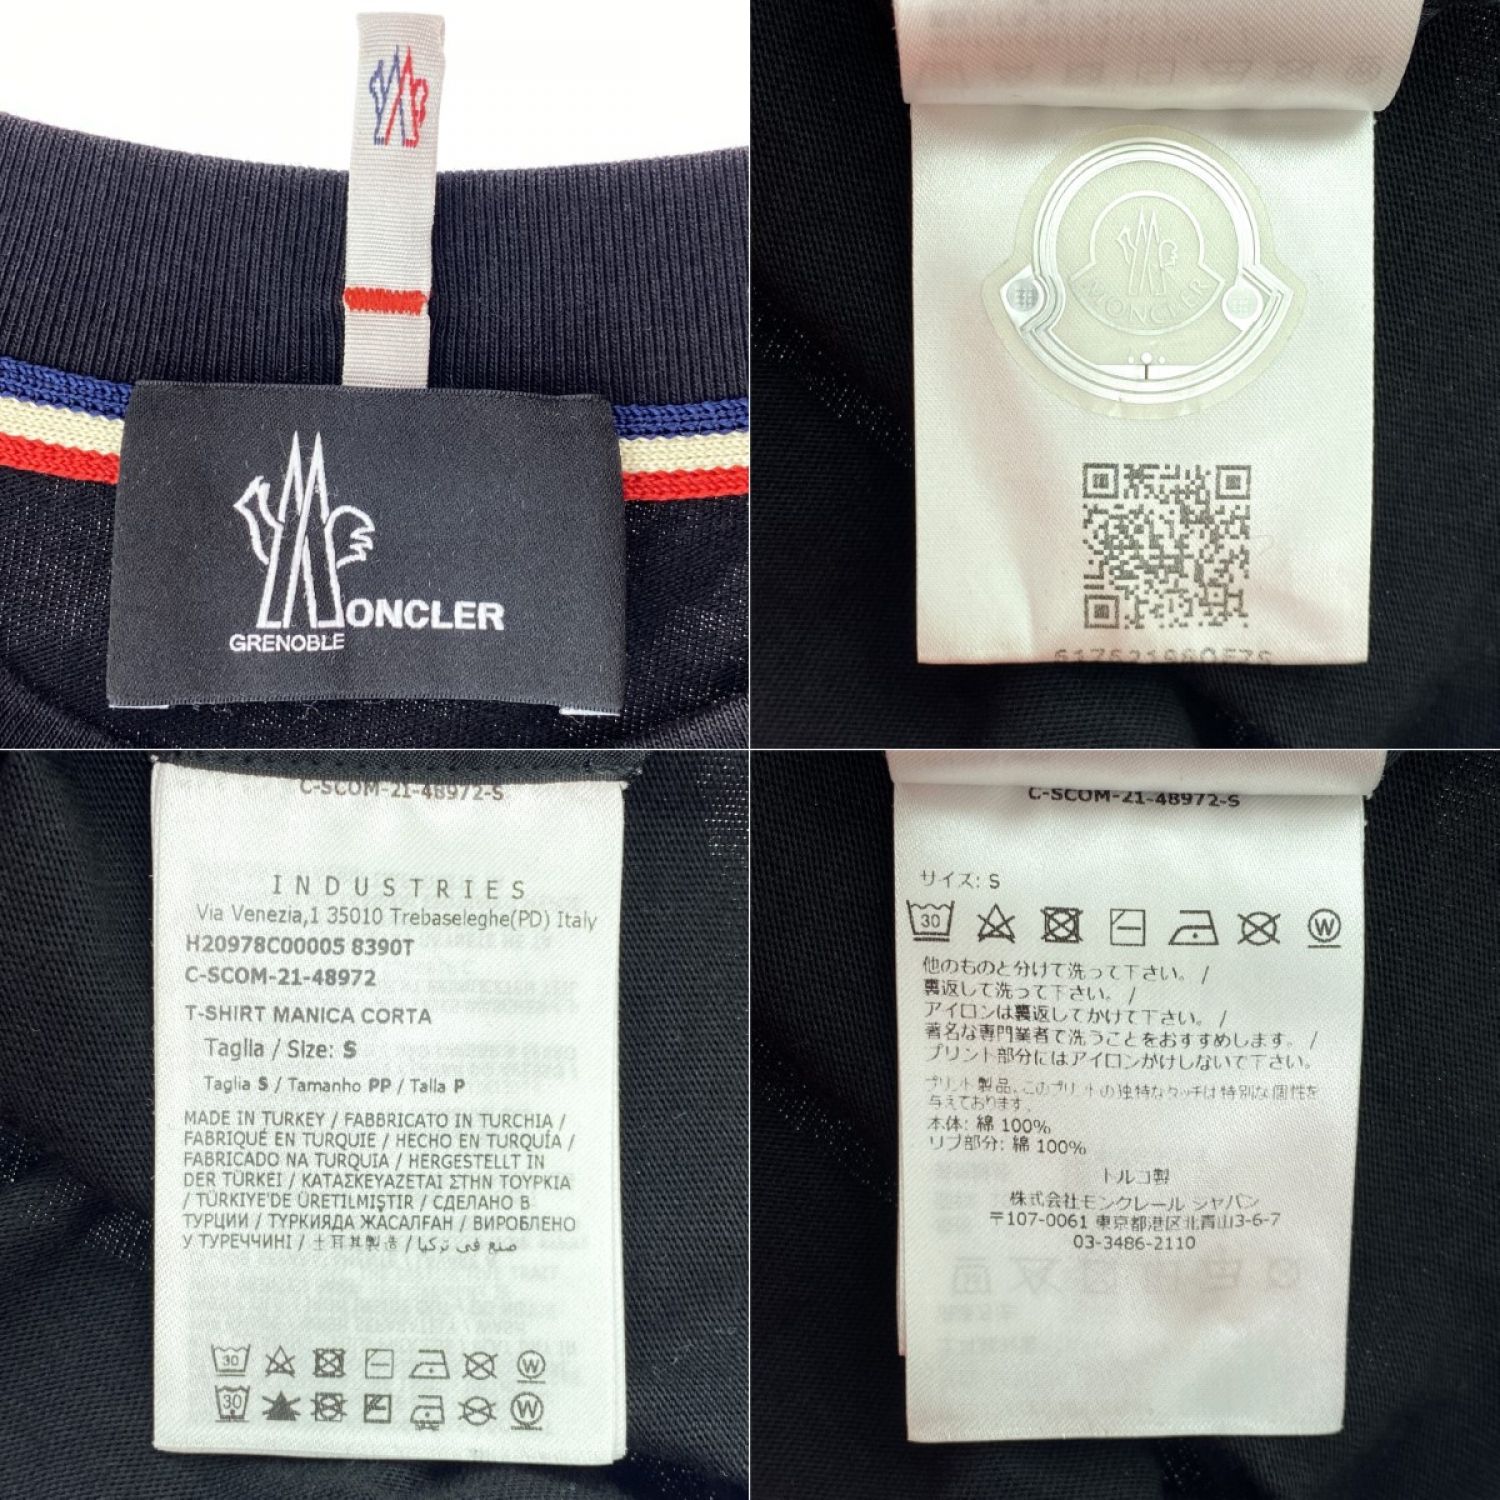 MONCLER
GRENOBLE
MONCLER
C-SCOM-21-48972-S
INDUSTRIES
Via Venezia,1 35010 Trebaseleghe(PD) Italy
H20978C00005 8390T
C-SCOM-21-48972
T-SHIRT MANICA CORTA
Taglia / Size: S
Taglia S / Tamanho PP / Talla P
MADE IN TURKEY / FABBRICATO IN TURCHIA /
FABRIQUÉ EN TURQUIE / HECHO EN TURQUÍA /
FABRICADO NA TURQUIA / HERGESTELLT IN
DER TÜRKEI / ΚΑΤΑΣΚΕΥΑΖΕΤΑΙ ΣΤΗΝ ΤΟΥΡΚΙΑ
/ TÜRKIYE'DE ÜRETILMIŞTIR / СДЕЛАНО В
ТУРЦИИ / ТҮРКИЯДА ЖАСАЛҒАН / ВИРОБЛЕНО
У ТУРЕЧЧИНІ / 土耳其製造 / صنع في تركيا
30 W
30 W
C-SCOM-21-48972-S
サイズ: S
30 W
他のものと分けて洗って下さい。 /
裏返して洗って下さい。 /
アイロンは裏返してかけて下さい。 /
著名な専門業者で洗うことをおすすめします。 /
プリント部分にはアイロンかけしないで下さい。
プリント製品、このプリントの独特なタッチは特別な個性を
与えております。
本体: 綿 100%
リブ部分: 綿 100%
トルコ製
株式会社モンクレール ジャパン
〒107-0061 東京都港区北青山3-6-7
03-3486-2110